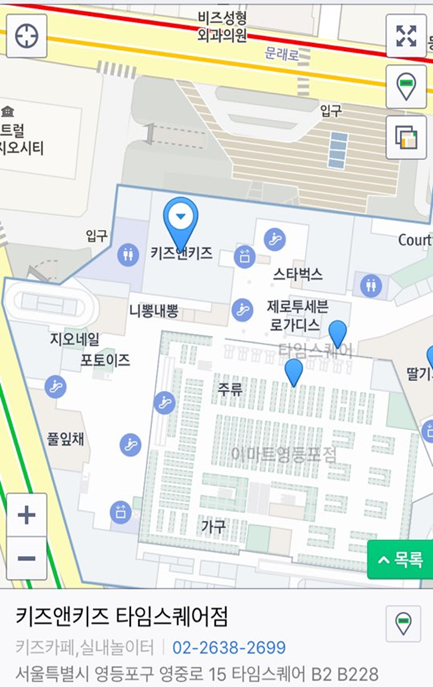 비즈성형
외과의원
문래로
입구
트럴
지오시티
입구
키즈앤키즈
Court
스타벅스
니뽕내뽕
제로투세븐
로가디스
타임스퀘어
지오네일
포토이즈
딸기
주류
풀잎채
이마트영등포점
가구
목록
키즈앤키즈 타임스퀘어점
키즈카페,실내놀이터 | 02-2638-2699
서울특별시 영등포구 영중로 15 타임스퀘어 B2 B228